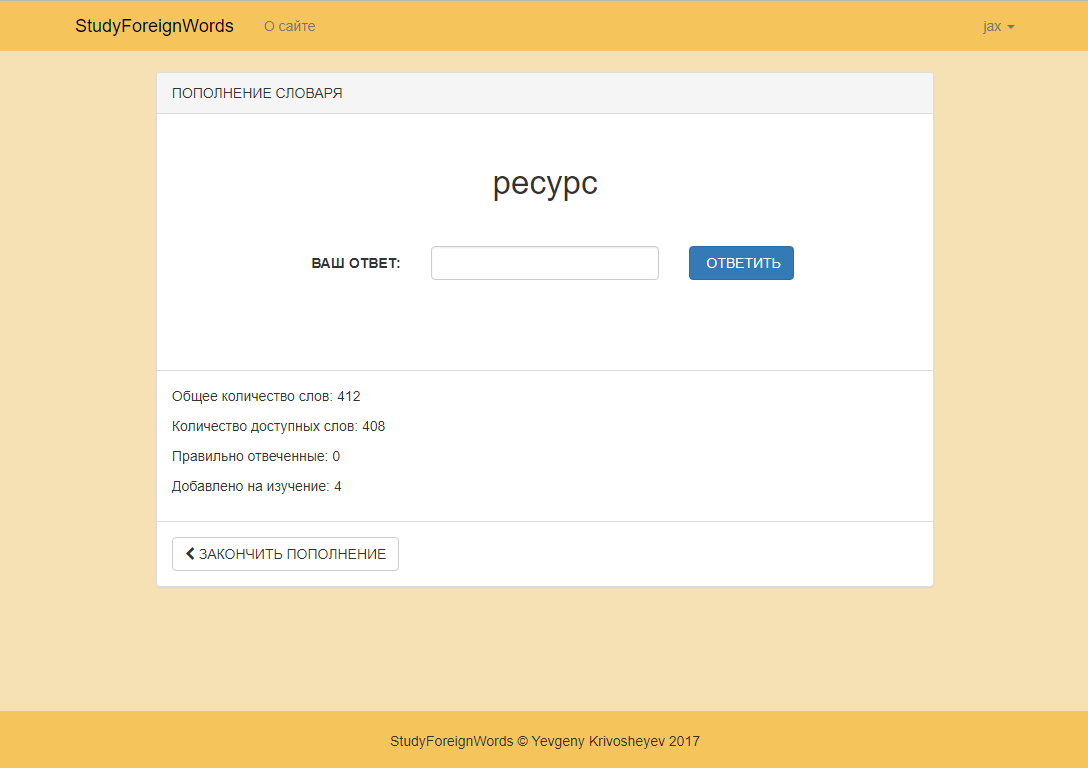 StudyForeignWords О сайте jax
ПОПОЛНЕНИЕ СЛОВАРЯ
ресурс
ВАШ ОТВЕТ: ОТВЕТИТЬ
Общее количество слов: 412
Количество доступных слов: 408
Правильно отвеченные: 0
Добавлено на изучение: 4
ЗАКОНЧИТЬ ПОПОЛНЕНИЕ
StudyForeignWords © Yevgeny Krivosheyev 2017